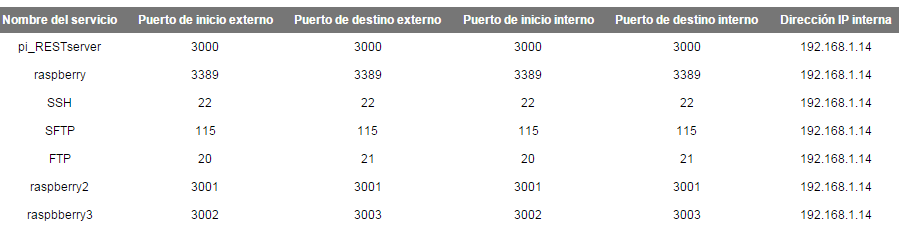 Nombre del servicio Puerto de inicio externo Puerto de destino externo Puerto de inicio interno Puerto de destino interno Dirección IP interna
pi_RESTserver 3000 3000 3000 3000 192.168.1.14
raspberry 3389 3389 3389 3389 192.168.1.14
SSH 22 22 22 22 192.168.1.14
SFTP 115 115 115 115 192.168.1.14
FTP 20 21 20 21 192.168.1.14
raspberry2 3001 3001 3001 3001 192.168.1.14
raspbberry3 3002 3003 3002 3003 192.168.1.14